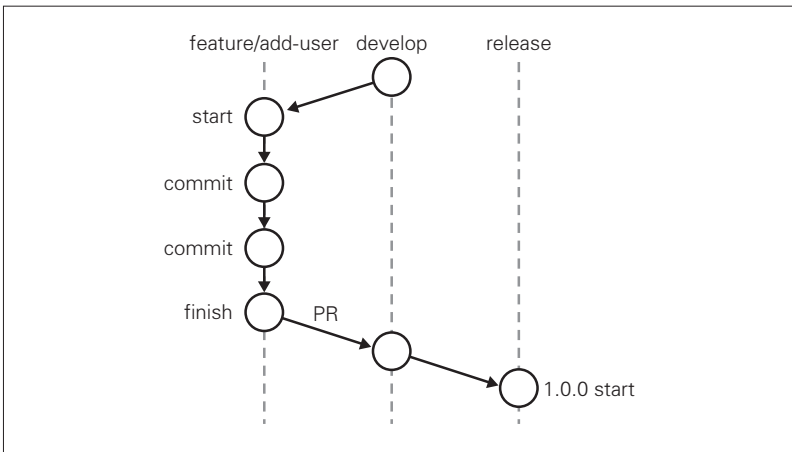 feature/add-user develop release
start
commit
commit
finish
PR
1.0.0 start